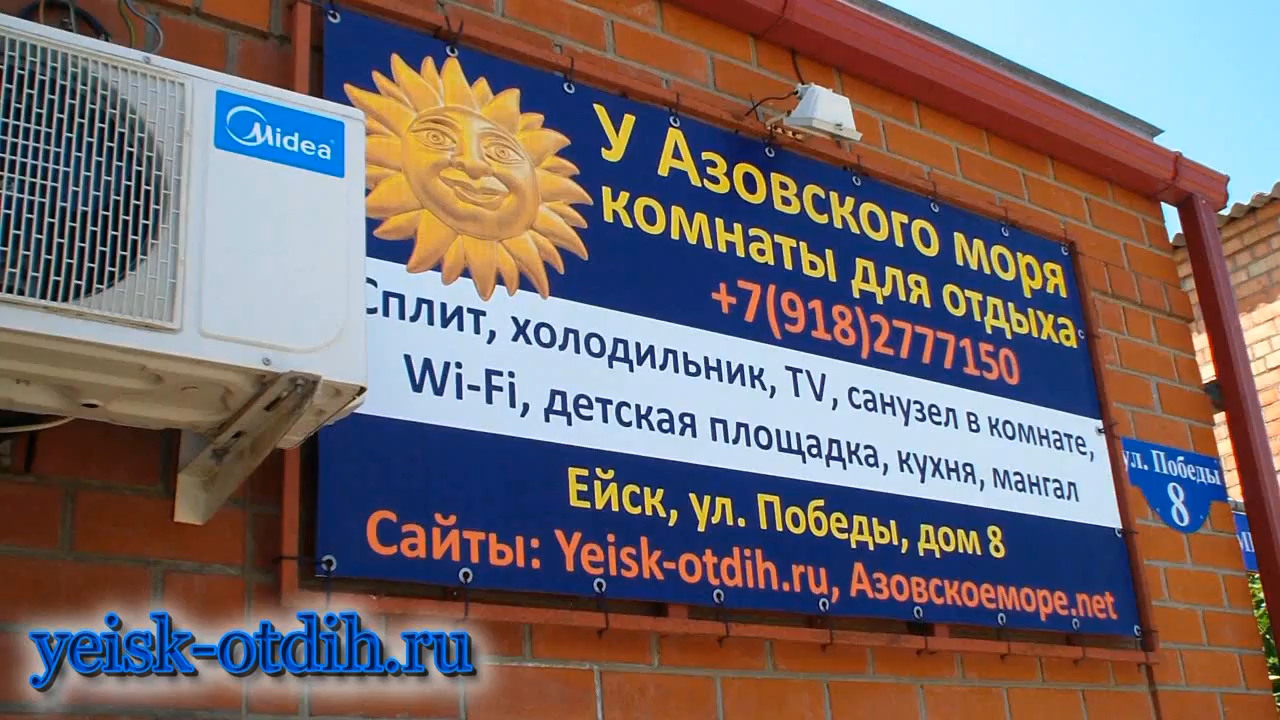 Midea
У Азовского моря
комнаты для отдыха
+7(918)2777150
Сплит, холодильник, TV, санузел в комнате,
Wi-Fi, детская площадка, кухня, мангал
Ейск, ул. Победы, дом 8
Сайты: Yeisk-otdih.ru, Азовскоеморе.net
ул. Победы
8
yeisk-otdih.ru